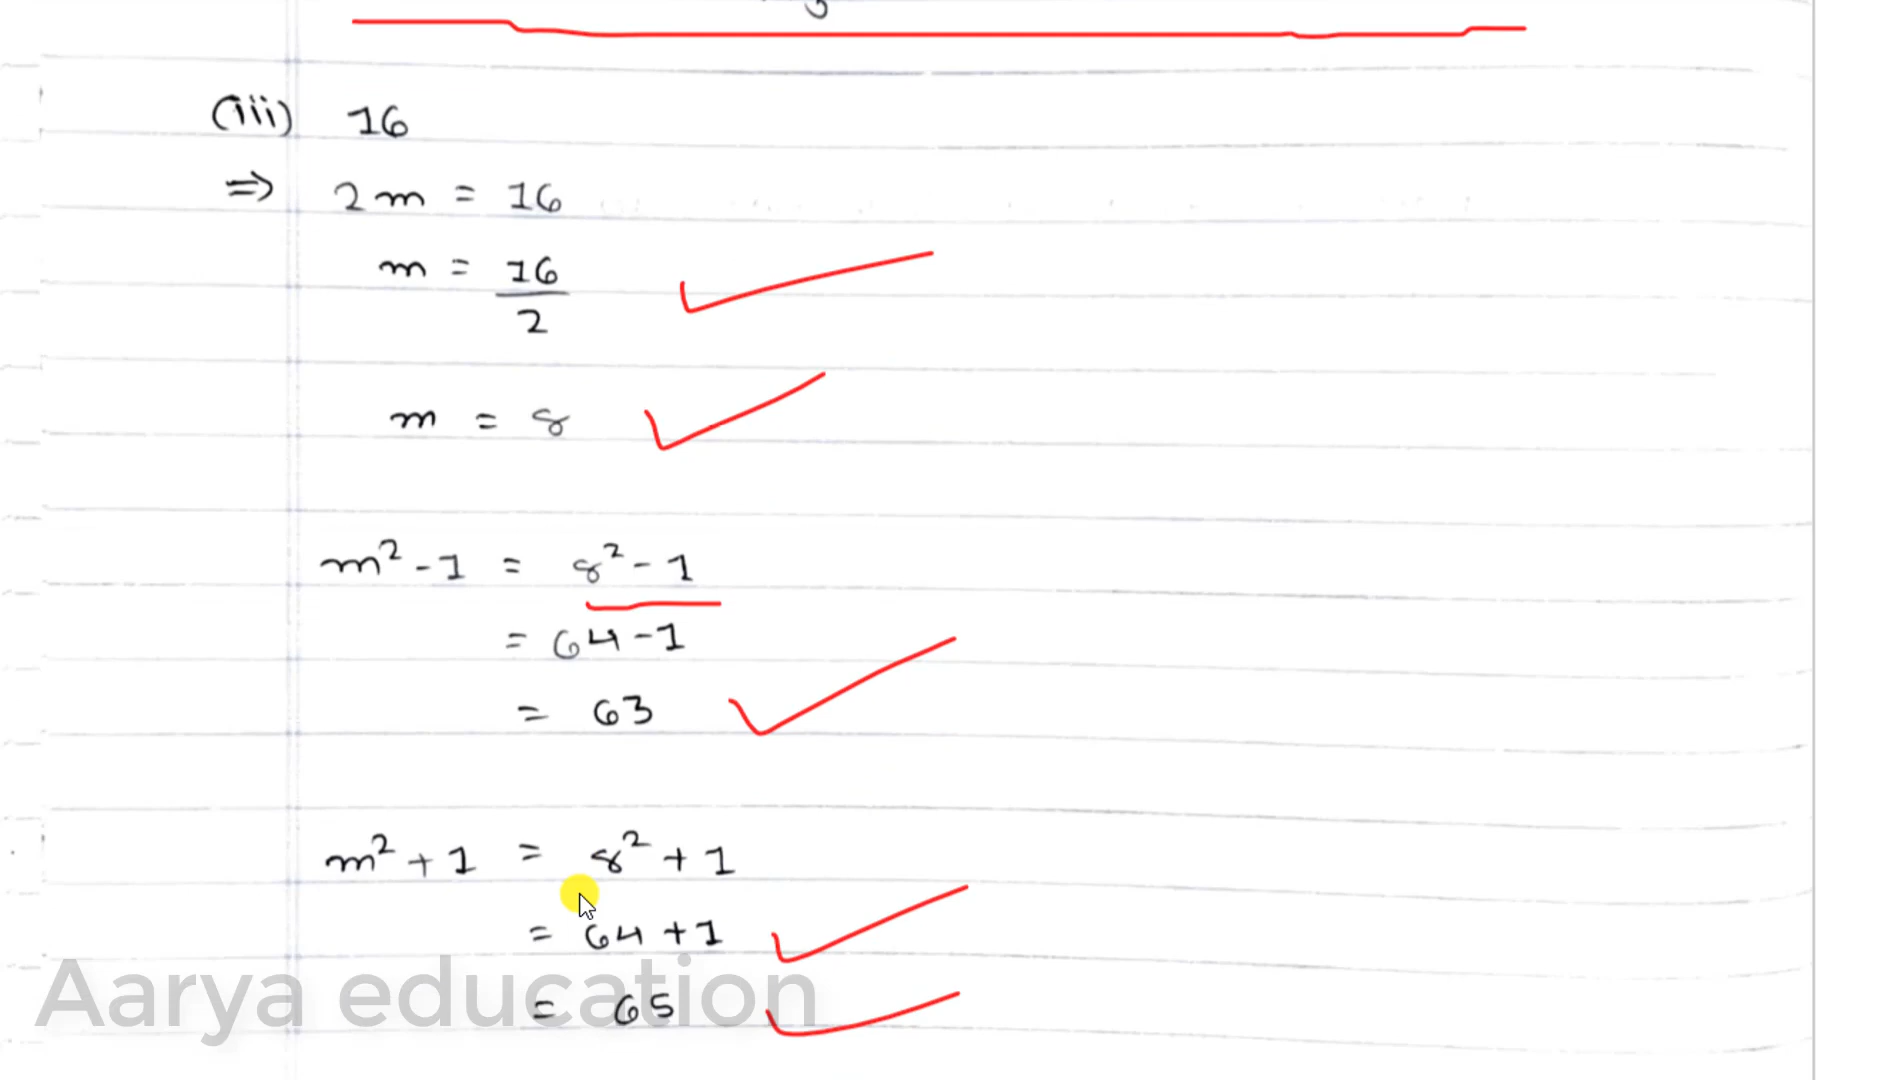 (iii) 16
⇒ 2m = 16
m = 16/2
m = 8
m² - 1 = 8² - 1
= 64 - 1
= 63
m² + 1 = 8² + 1
= 64 + 1
= 65
Aarya education